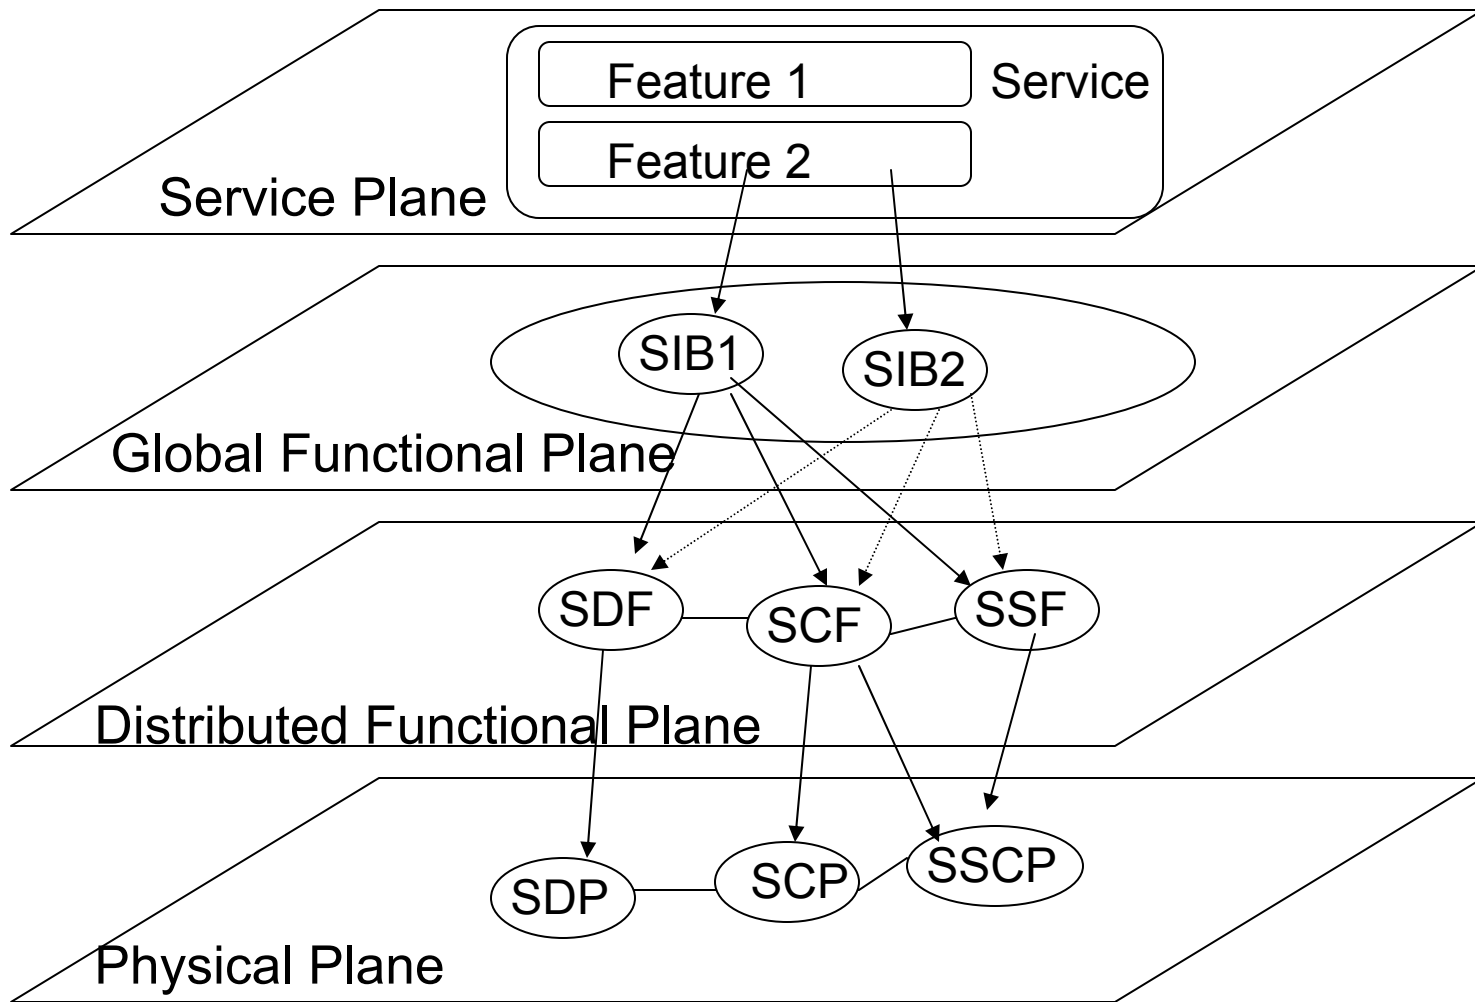 Feature 1
Service
Feature 2
Service Plane
SIB1
SIB2
Global Functional Plane
SDF
SCF
SSF
Distributed Functional Plane
SDP
SCP
SSCP
Physical Plane